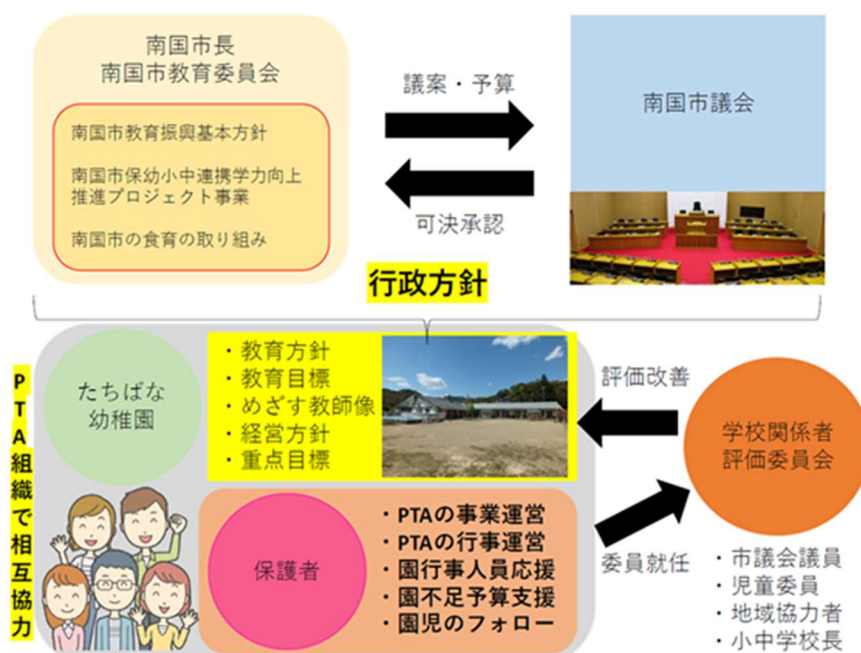 南国市長
南国市教育委員会
南国市教育振興基本方針
南国市保幼小中連携学力向上
推進プロジェクト事業
南国市の食育の取り組み
議案・予算
可決承認
南国市議会
行政方針
PTA組織で相互協力
たちばな
幼稚園
・教育方針
・教育目標
・めざす教師像
・経営方針
・重点目標
評価改善
学校関係者
評価委員会
保護者
・PTAの事業運営
・PTAの行事運営
・園行事人員応援
・園不足予算支援
・園児のフォロー
委員就任
・市議会議員
・児童委員
・地域協力者
・小中学校長